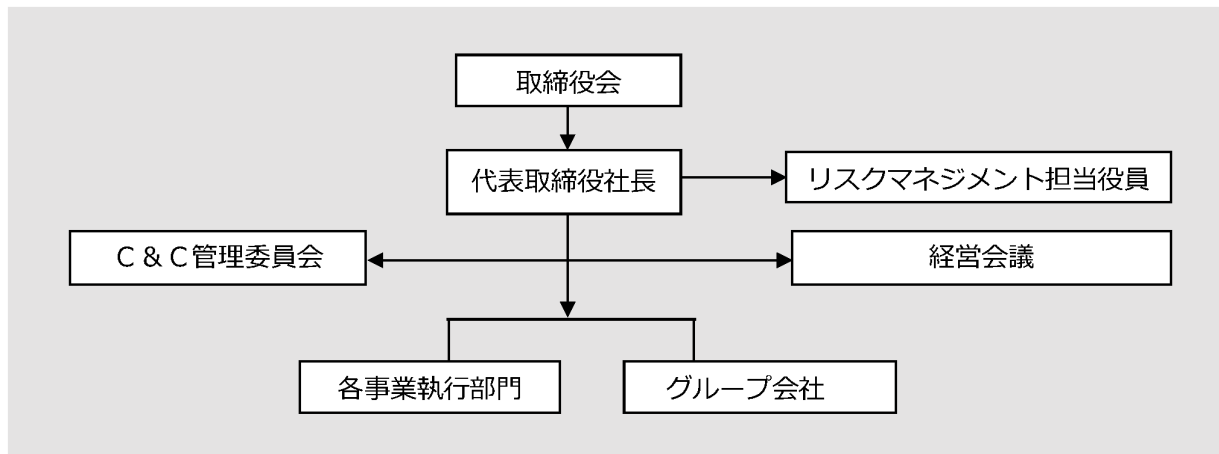 取締役会
代表取締役社長
リスクマネジメント担当役員
Ｃ＆Ｃ管理委員会
経営会議
各事業執行部門
グループ会社